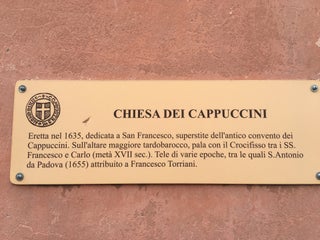 CHIESA DEI CAPPUCCINI
Eretta nel 1635, dedicata a San Francesco, superstite dell'antico convento dei
Cappuccini. Sull'altare maggiore tardobarocco, pala con il Crocifisso tra i SS.
Francesco e Carlo (metà XVII sec.). Tele di varie epoche, tra le quali S.Antonio
da Padova (1655) attribuito a Francesco Torriani.